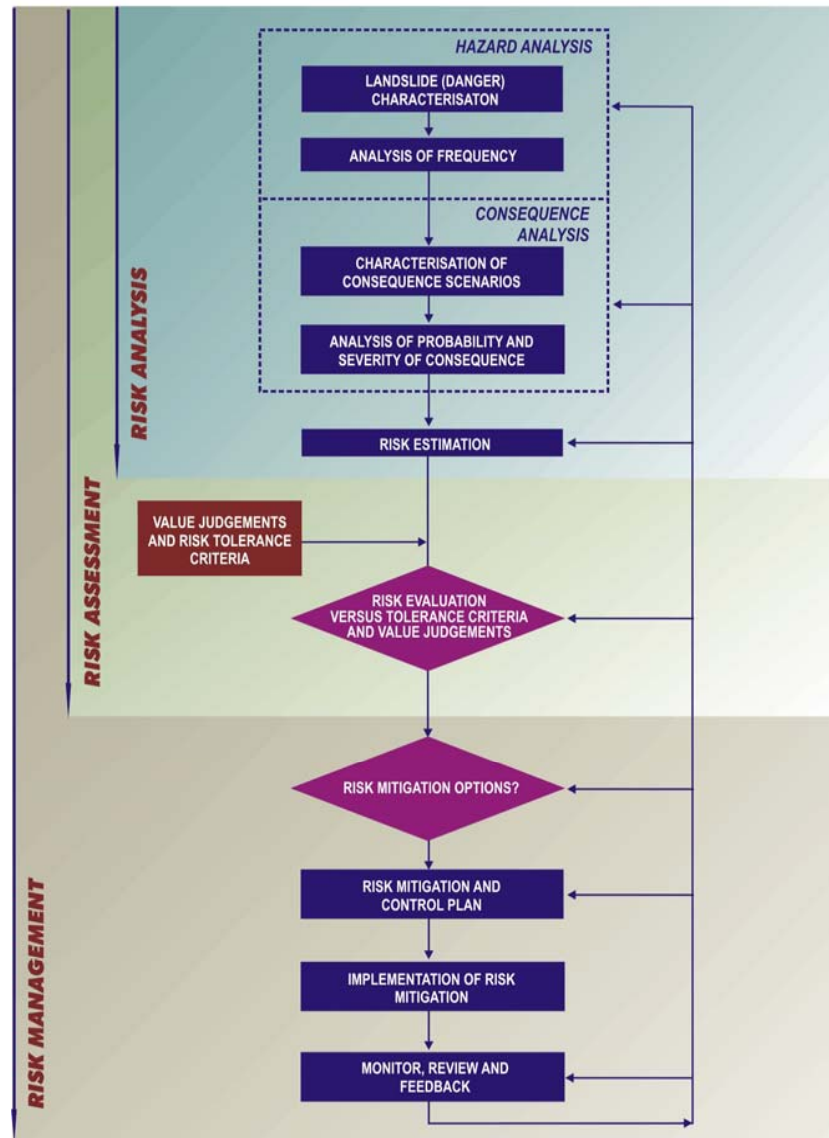 HAZARD ANALYSIS
LANDSLIDE (DANGER)
CHARACTERISATON
ANALYSIS OF FREQUENCY
CONSEQUENCE
ANALYSIS
CHARACTERISATION OF
CONSEQUENCE SCENARIOS
ANALYSIS OF PROBABILITY AND
SEVERITY OF CONSEQUENCE
RISK ANALYSIS
RISK ESTIMATION
VALUE JUDGEMENTS
AND RISK TOLERANCE
CRITERIA
RISK ASSESSMENT
RISK EVALUATION
VERSUS TOLERANCE CRITERIA
AND VALUE JUDGEMENTS
RISK MITIGATION OPTIONS?
RISK MITIGATION AND
CONTROL PLAN
RISK MANAGEMENT
IMPLEMENTATION OF RISK
MITIGATION
MONITOR, REVIEW AND
FEEDBACK